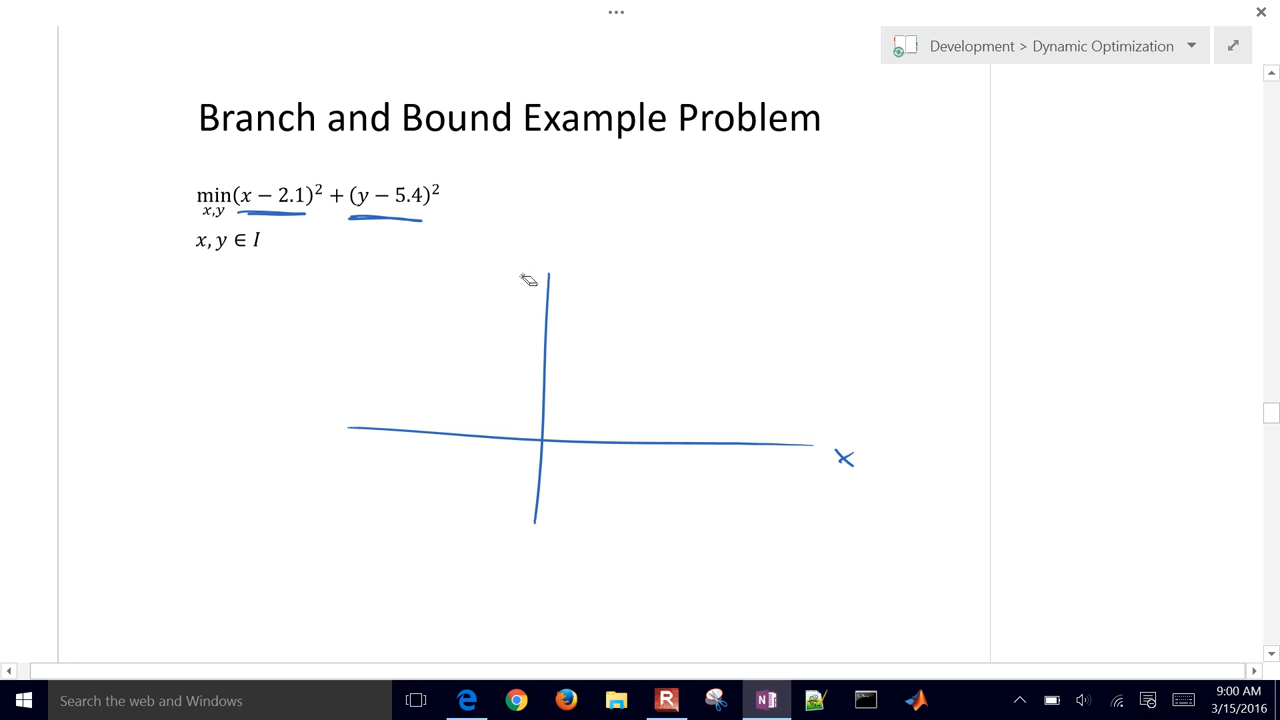 Development > Dynamic Optimization
Branch and Bound Example Problem
min(x − 2.1)² + (y − 5.4)²
x,y
x, y ∈ I
x
Search the web and Windows
9:00 AM
3/15/2016